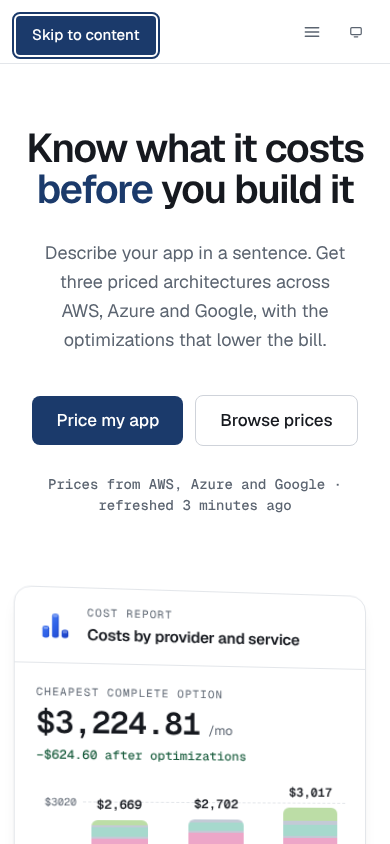 Skip to content
Know what it costs
before you build it
Describe your app in a sentence. Get
three priced architectures across
AWS, Azure and Google, with the
optimizations that lower the bill.
Price my app
Browse prices
Prices from AWS, Azure and Google ·
refreshed 3 minutes ago
COST REPORT
Costs by provider and service
CHEAPEST COMPLETE OPTION
$3,224.81 /mo
−$624.60 after optimizations
$3020
$2,669
$2,702
$3,017